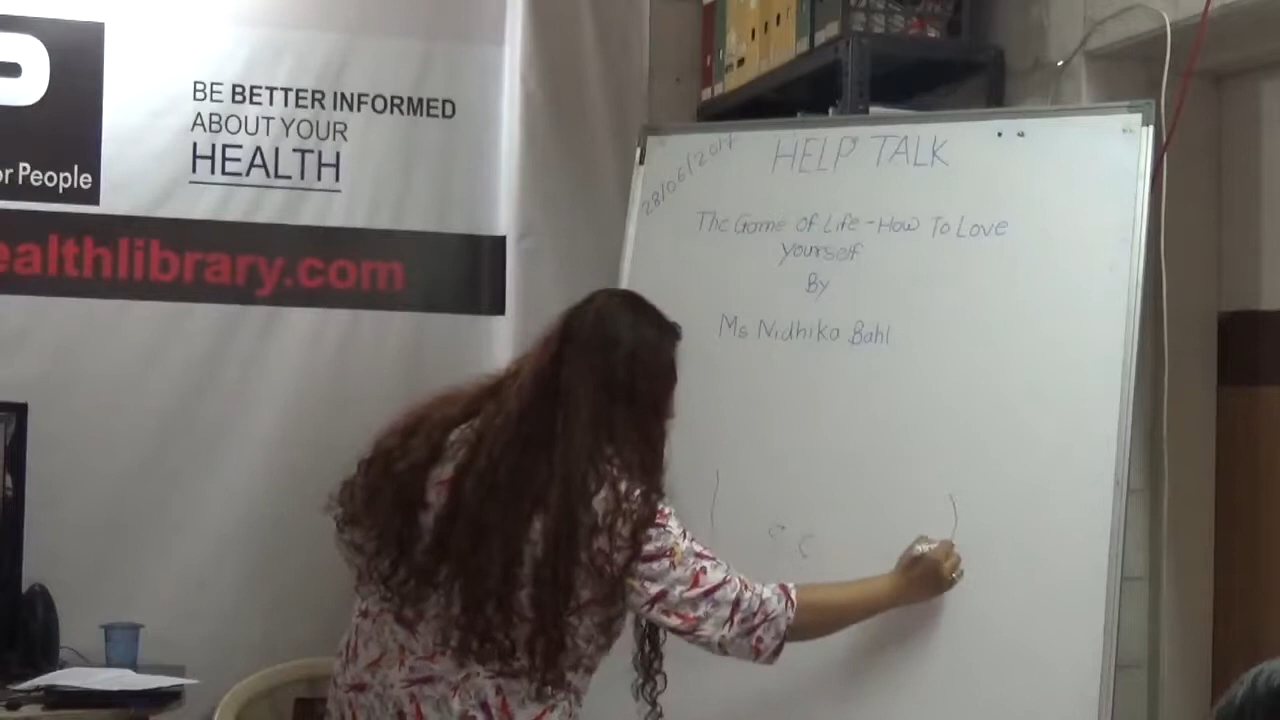 P
or People
BE BETTER INFORMED
ABOUT YOUR
HEALTH
ealthlibrary.com
28/06/2017
HELP TALK
The Game of Life - How To Love
yourself
By
Ms Nidhika Bahl